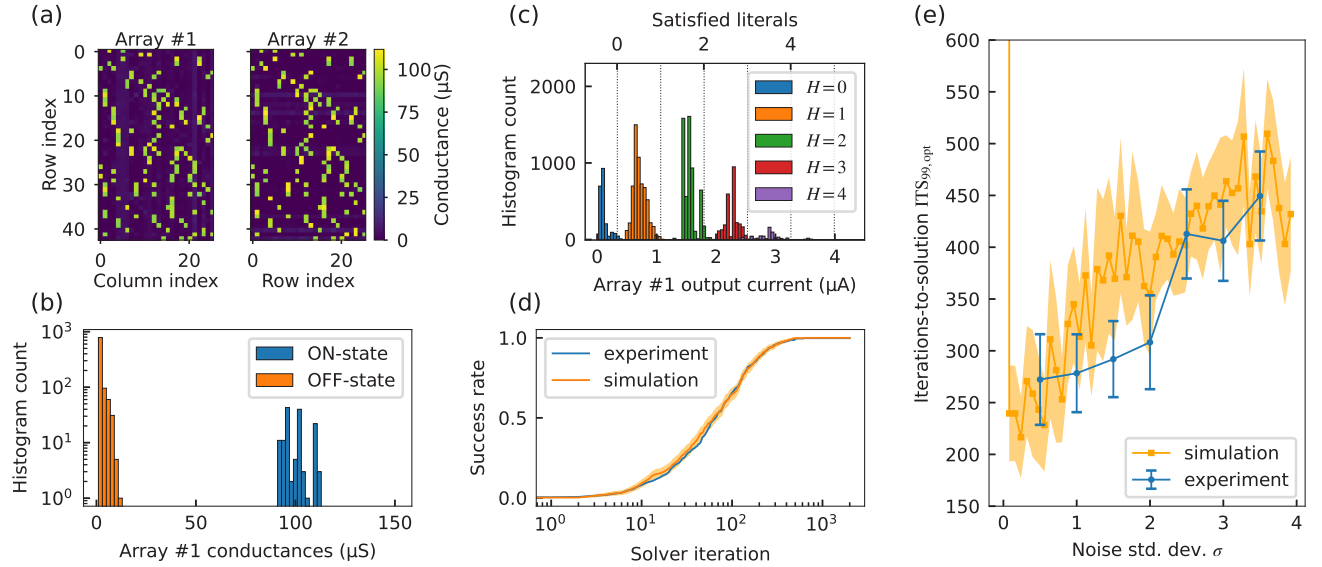 (a)
Array #1
Array #2
0
10
20
30
40
Row index
0
20
Column index
0
20
Row index
100
75
50
25
0
Conductance (µS)
(b)
10³
10²
10¹
10⁰
Histogram count
ON-state
OFF-state
0
50
100
150
Array #1 conductances (µS)
(c)
Satisfied literals
0
2
4
2000
1000
0
Histogram count
H = 0
H = 1
H = 2
H = 3
H = 4
0
1
2
3
4
Array #1 output current (µA)
(d)
1.0
0.5
0.0
Success rate
experiment
simulation
10⁰
10¹
10²
10³
Solver iteration
(e)
600
550
500
450
400
350
300
250
200
150
Iterations-to-solution ITS99,opt
simulation
experiment
0
1
2
3
4
Noise std. dev. σ